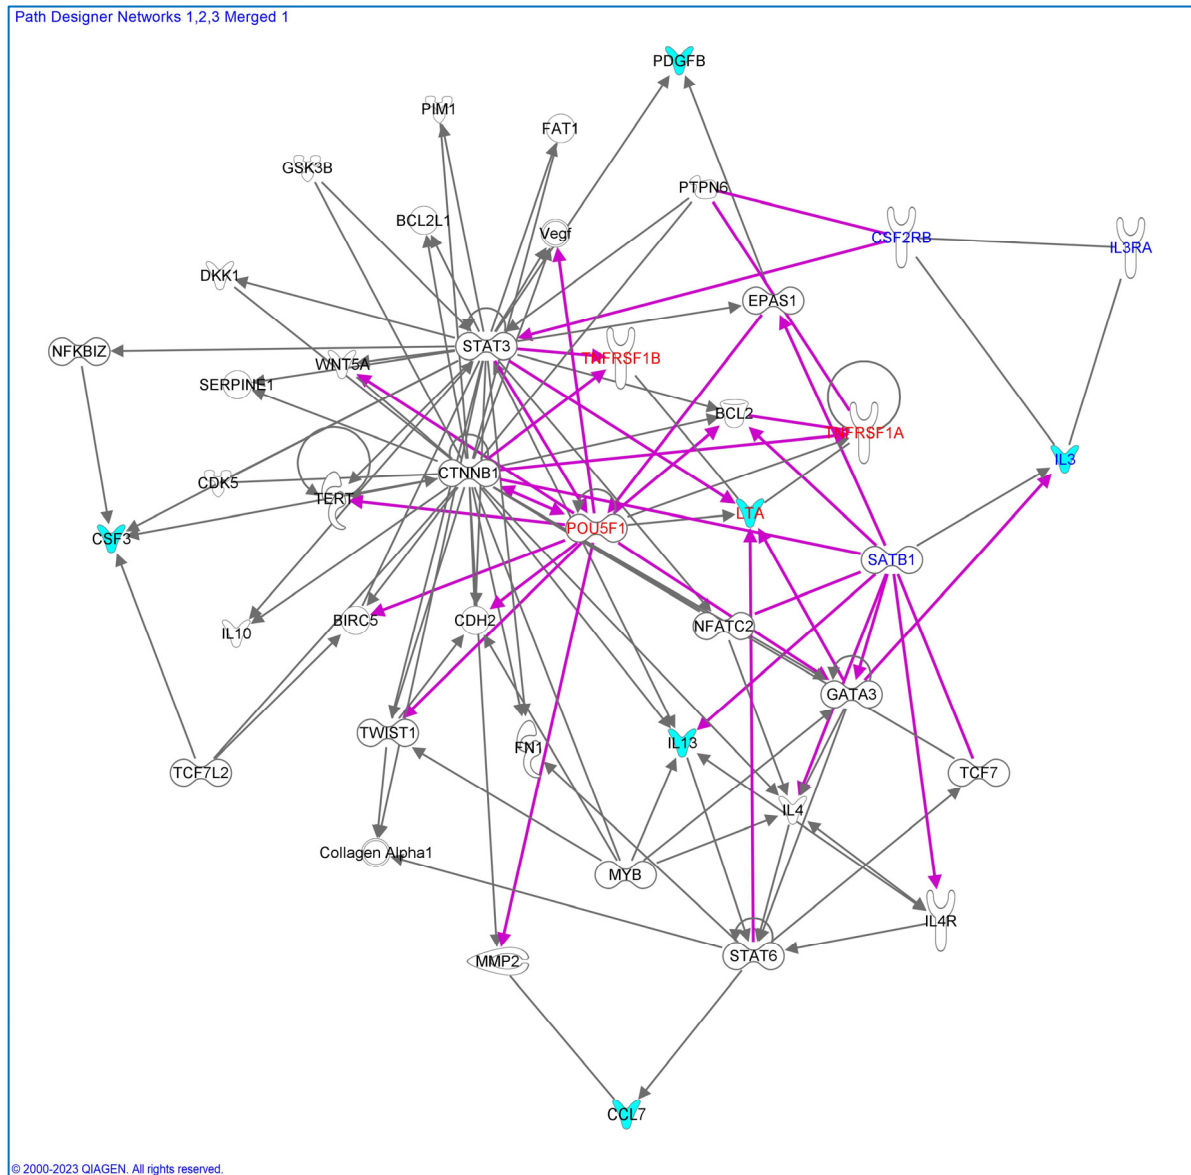 Path Designer Networks 1,2,3 Merged 1
PDGFB
PIM1
FAT1
GSK3B
PTPN6
BCL2L1
Vegf
CSF2RB
IL3RA
DKK1
EPAS1
NFKBIZ
STAT3
WNT5A
TNFRSF1B
SERPINE1
BCL2
TNFRSF1A
IL3
CTNNB1
CDK5
TERT
LTA
POU5F1
CSF3
SATB1
IL10
BIRC5
CDH2
NFATC2
GATA3
TWIST1
FN1
IL13
TCF7L2
TCF7
IL4
Collagen Alpha1
MYB
IL4R
MMP2
STAT6
CCL7
© 2000-2023 QIAGEN. All rights reserved.